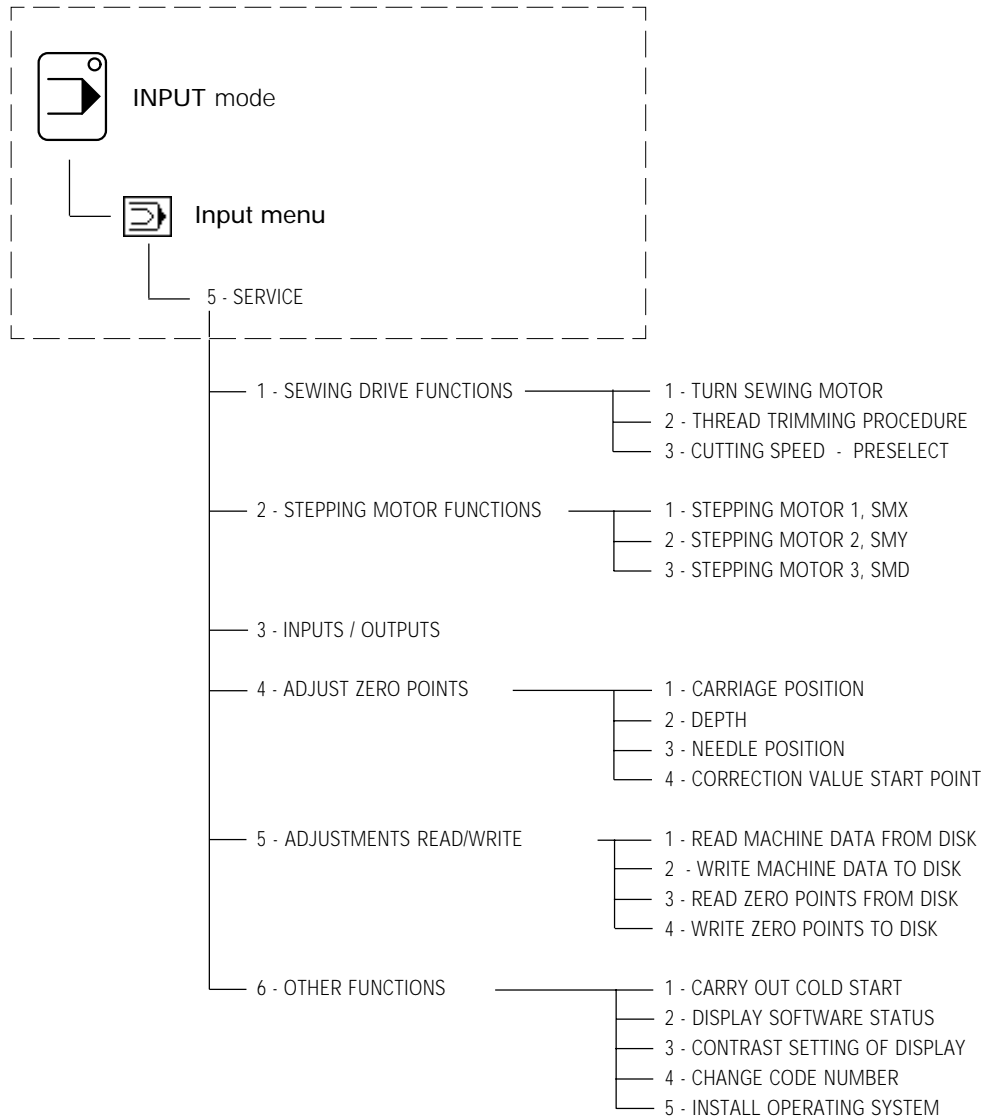 INPUT mode
Input menu
5 - SERVICE
1 - SEWING DRIVE FUNCTIONS
1 - TURN SEWING MOTOR
2 - THREAD TRIMMING PROCEDURE
3 - CUTTING SPEED - PRESELECT
2 - STEPPING MOTOR FUNCTIONS
1 - STEPPING MOTOR 1, SMX
2 - STEPPING MOTOR 2, SMY
3 - STEPPING MOTOR 3, SMD
3 - INPUTS / OUTPUTS
4 - ADJUST ZERO POINTS
1 - CARRIAGE POSITION
2 - DEPTH
3 - NEEDLE POSITION
4 - CORRECTION VALUE START POINT
5 - ADJUSTMENTS READ/WRITE
1 - READ MACHINE DATA FROM DISK
2 - WRITE MACHINE DATA TO DISK
3 - READ ZERO POINTS FROM DISK
4 - WRITE ZERO POINTS TO DISK
6 - OTHER FUNCTIONS
1 - CARRY OUT COLD START
2 - DISPLAY SOFTWARE STATUS
3 - CONTRAST SETTING OF DISPLAY
4 - CHANGE CODE NUMBER
5 - INSTALL OPERATING SYSTEM